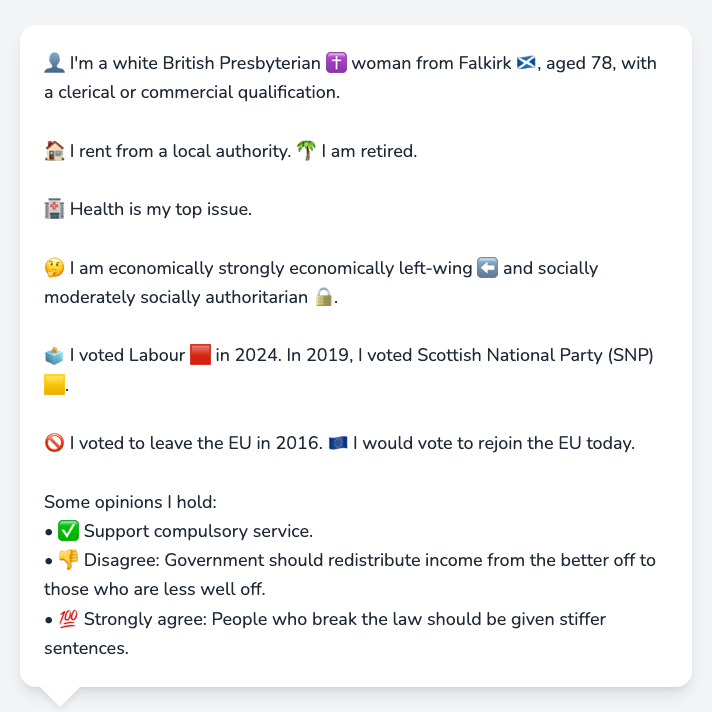 👤 I'm a white British Presbyterian ✝️ woman from Falkirk 🏴󠁧󠁢󠁳󠁣󠁴󠁿, aged 78, with
a clerical or commercial qualification.
🏠 I rent from a local authority. 🌴 I am retired.
🏥 Health is my top issue.
🤔 I am economically strongly economically left-wing ⬅️ and socially
moderately socially authoritarian 🔒.
🗳️ I voted Labour 🟥 in 2024. In 2019, I voted Scottish National Party (SNP)
🟨.
🚫 I voted to leave the EU in 2016. 🇪🇺 I would vote to rejoin the EU today.
Some opinions I hold:
• ✅ Support compulsory service.
• 👎 Disagree: Government should redistribute income from the better off to
those who are less well off.
• 💯 Strongly agree: People who break the law should be given stiffer
sentences.